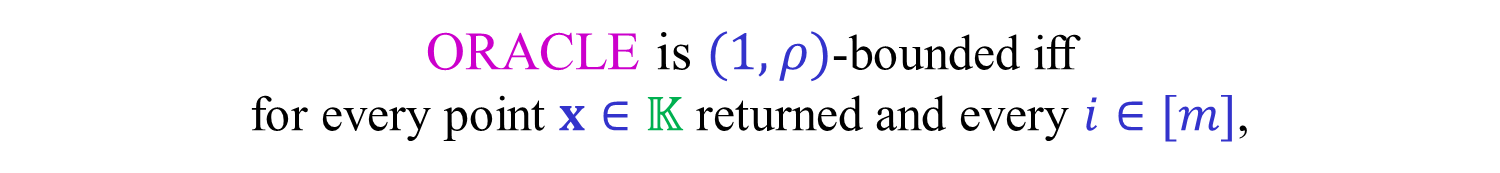 ORACLE is (1, ρ)-bounded iff
for every point 𝐱 ∈ 𝕂 returned and every 𝑖 ∈ [𝑚],